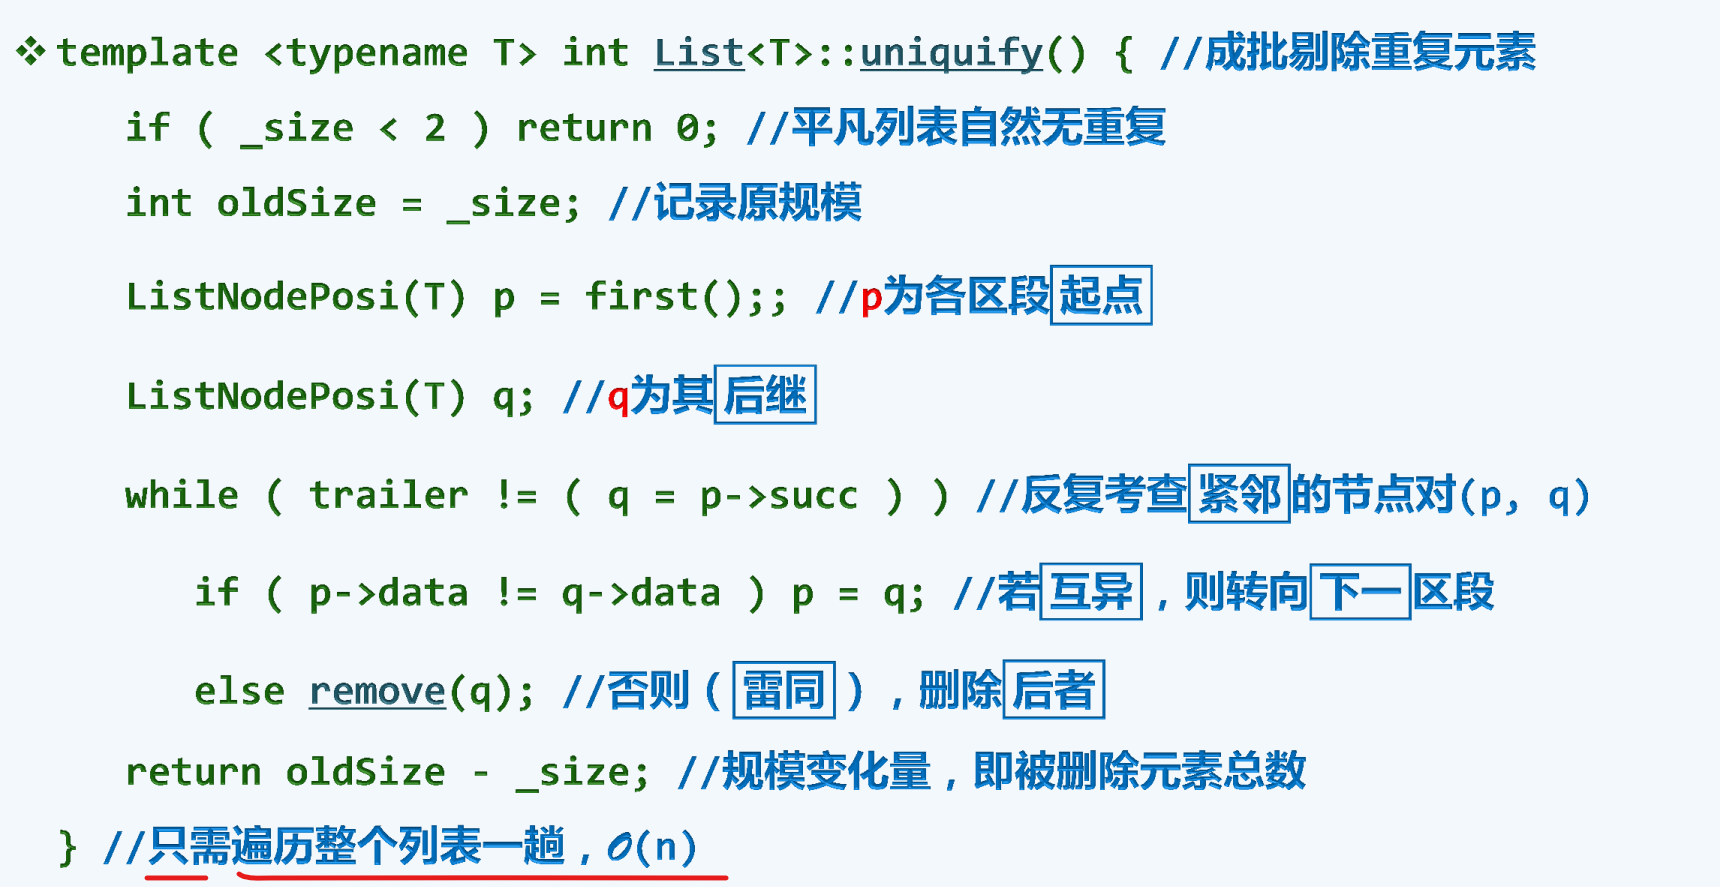 ❖ template <typename T> int List<T>::uniquify() { //成批剔除重复元素
if ( _size < 2 ) return 0; //平凡列表自然无重复
int oldSize = _size; //记录原规模
ListNodePosi(T) p = first();; //p为各区段起点
ListNodePosi(T) q; //q为其后继
while ( trailer != ( q = p->succ ) ) //反复考查紧邻的节点对(p, q)
if ( p->data != q->data ) p = q; //若互异，则转向下一区段
else remove(q); //否则（雷同），删除后者
return oldSize - _size; //规模变化量，即被删除元素总数
} //只需遍历整个列表一趟，O(n)